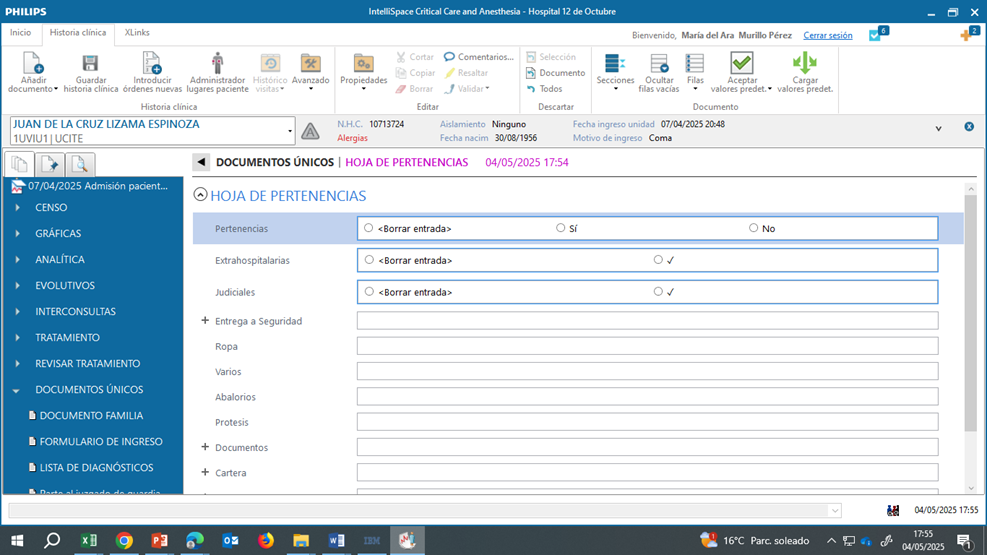 PHILIPS
IntelliSpace Critical Care and Anesthesia - Hospital 12 de Octubre
Inicio Historia clínica XLinks
Bienvenido, María del Ara Murillo Pérez Cerrar sesión 6 2
Añadir documento
Guardar historia clínica
Introducir órdenes nuevas
Administrador lugares paciente
Histórico visitas
Avanzado
Historia clínica
Propiedades
Cortar
Copiar
Borrar
Comentarios...
Resaltar
Validar
Editar
Selección
Documento
Todos
Descartar
Secciones
Ocultar filas vacías
Filas
Aceptar valores predet.
Cargar valores predet.
Documento
JUAN DE LA CRUZ LIZAMA ESPINOZA
1UVIU1 | UCITE
N.H.C. 10713724
Alergias
Aislamiento Ninguno
Fecha nacim 30/08/1956
Fecha ingreso unidad 07/04/2025 20:48
Motivo de ingreso Coma
07/04/2025 Admisión pacient...
CENSO
GRÁFICAS
ANALÍTICA
EVOLUTIVOS
INTERCONSULTAS
TRATAMIENTO
REVISAR TRATAMIENTO
DOCUMENTOS ÚNICOS
DOCUMENTO FAMILIA
FORMULARIO DE INGRESO
LISTA DE DIAGNÓSTICOS
Parte al juzgado de guardia
DOCUMENTOS ÚNICOS | HOJA DE PERTENENCIAS 04/05/2025 17:54
HOJA DE PERTENENCIAS
Pertenencias <Borrar entrada> Sí No
Extrahospitalarias <Borrar entrada> ✓
Judiciales <Borrar entrada> ✓
+ Entrega a Seguridad
Ropa
Varios
Abalorios
Protesis
+ Documentos
+ Cartera
04/05/2025 17:55
IBM
16°C Parc. soleado
17:55
04/05/2025
1